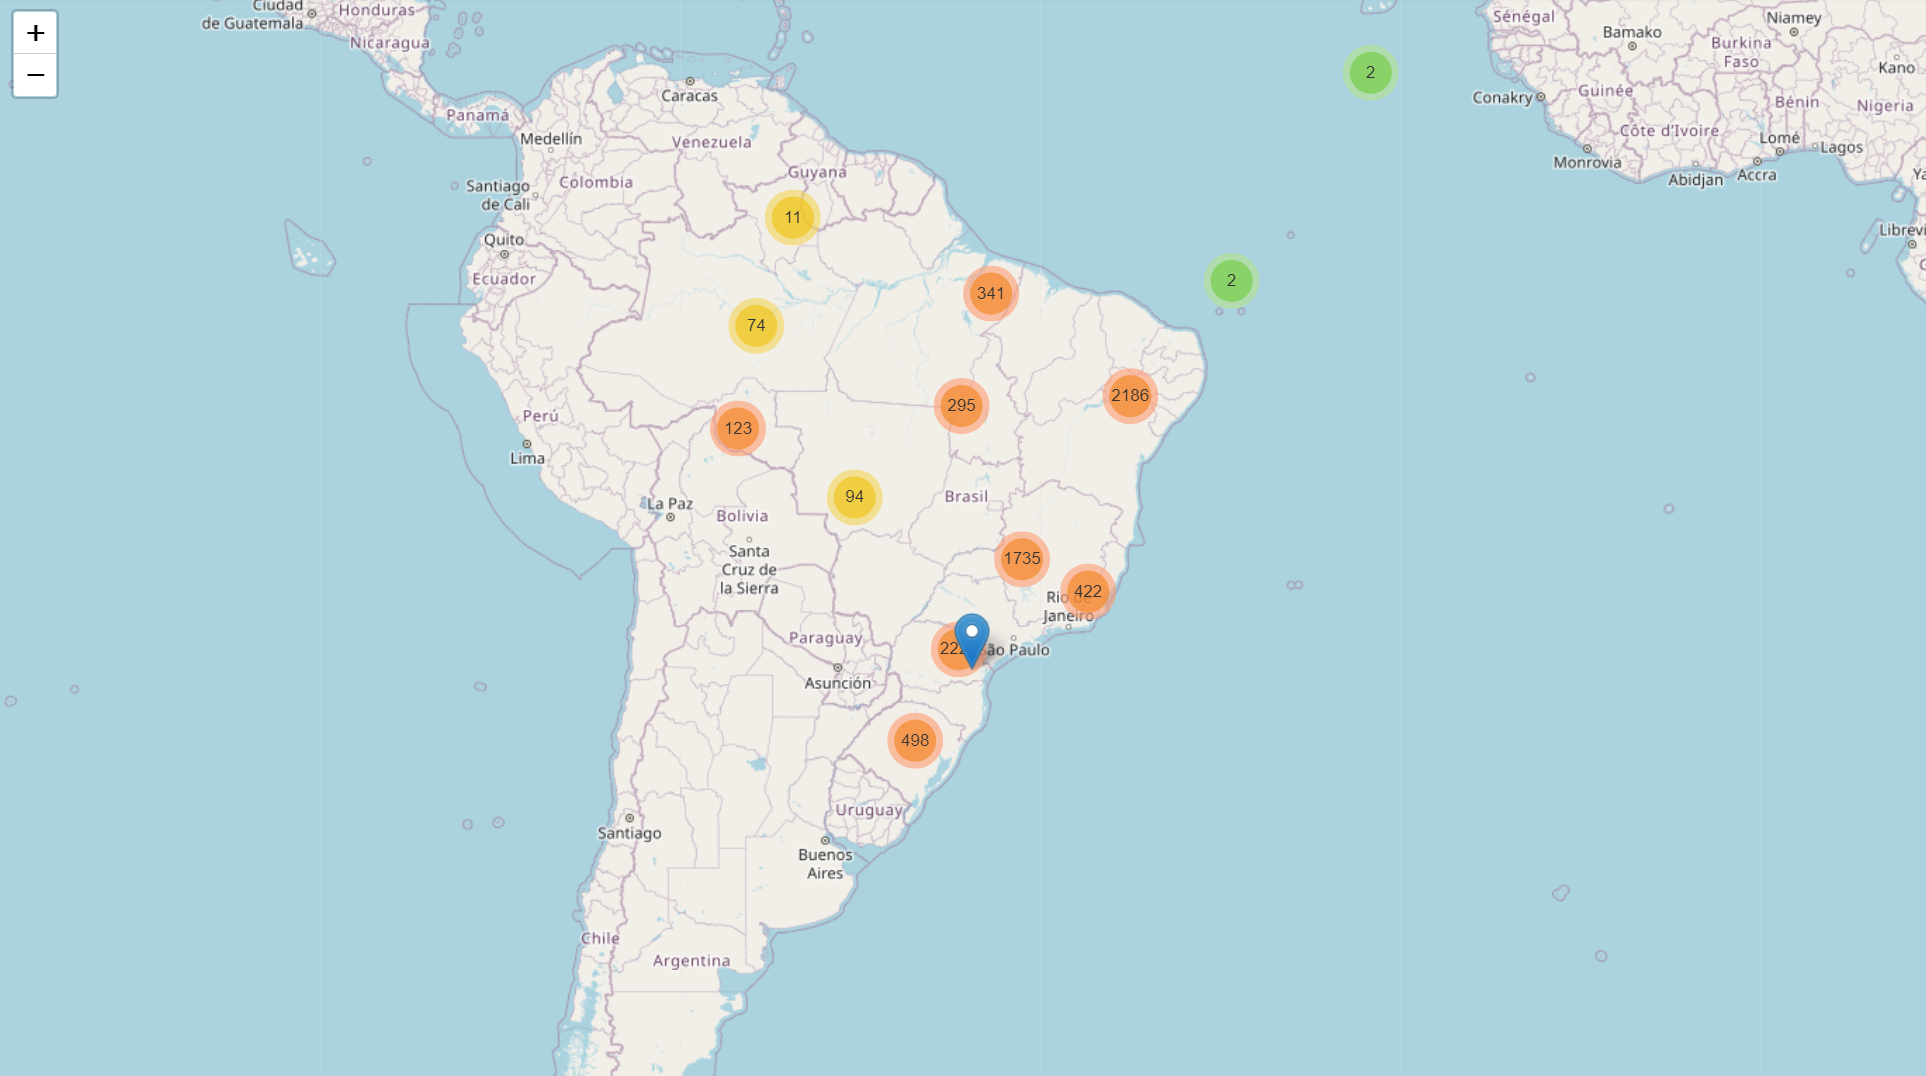 +
−
Ciudad
de Guatemala
Honduras
Nicaragua
Panamá
Caracas
Medellín
Venezuela
Guyana
Colombia
Santiago
de Cali
Quito
Ecuador
Perú
Lima
La Paz
Bolivia
Santa
Cruz de
la Sierra
Brasil
Paraguay
Asunción
São Paulo
Janeiro
Uruguay
Santiago
Buenos
Aires
Chile
Argentina
Sénégal
Bamako
Niamey
Burkina
Faso
Kano
Conakry
Guinée
Bénin
Nigeria
Côte d'Ivoire
Lomé
Lagos
Monrovia
Abidjan
Accra
2
2
11
341
74
2186
295
123
94
1735
422
498